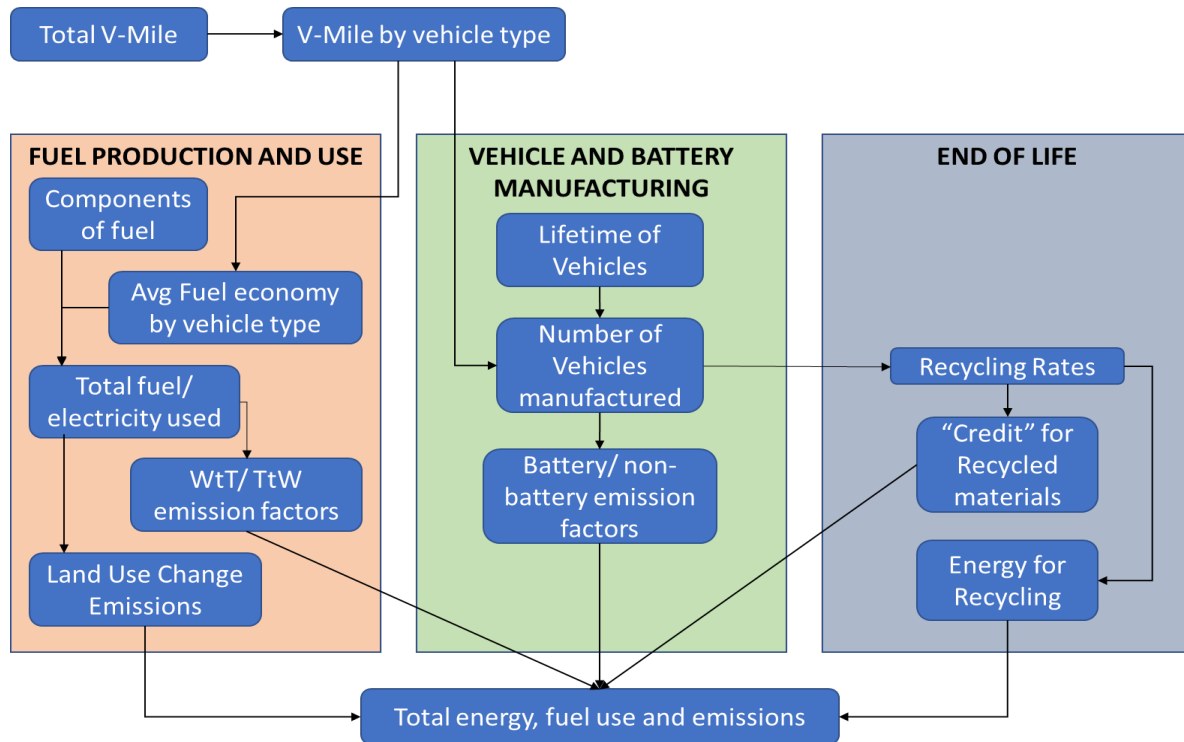 Total V-Mile
V-Mile by vehicle type
FUEL PRODUCTION AND USE
Components
of fuel
Avg Fuel economy
by vehicle type
Total fuel/
electricity used
WtT/ TtW
emission factors
Land Use Change
Emissions
VEHICLE AND BATTERY
MANUFACTURING
Lifetime of
Vehicles
Number of
Vehicles
manufactured
Battery/ non-
battery emission
factors
END OF LIFE
Recycling Rates
“Credit” for
Recycled
materials
Energy for
Recycling
Total energy, fuel use and emissions